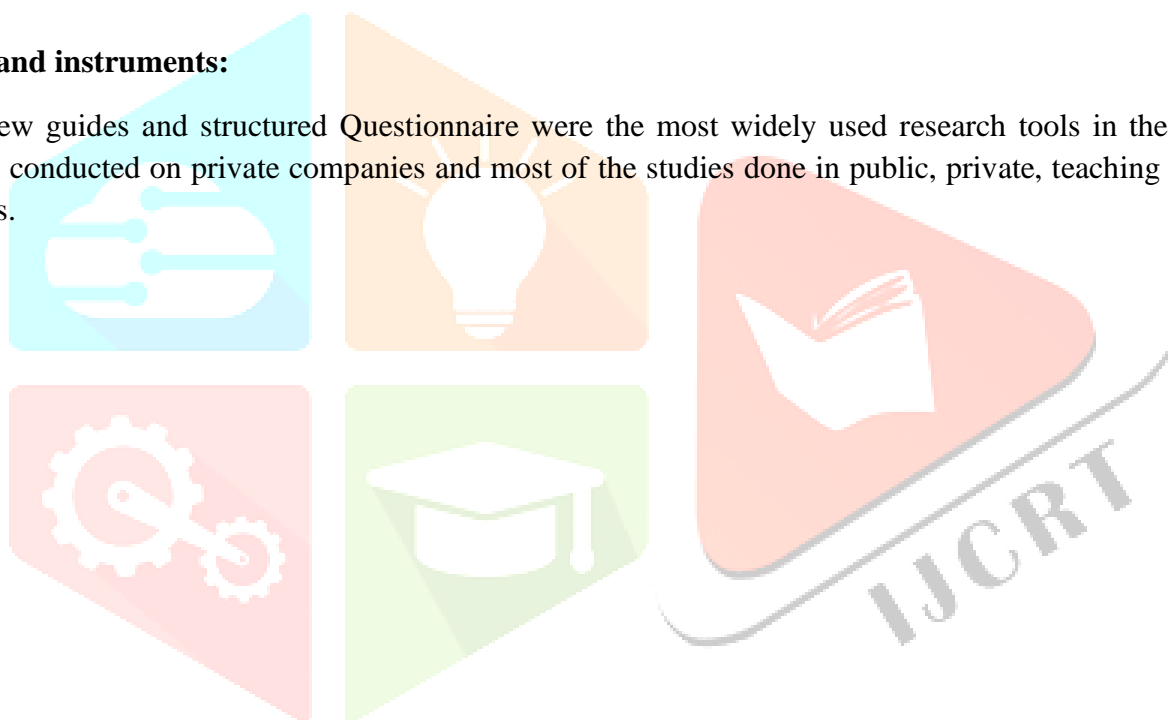 and instruments:
ew guides and structured Questionnaire were the most widely used research tools in the
conducted on private companies and most of the studies done in public, private, teaching
s.
IJCRT